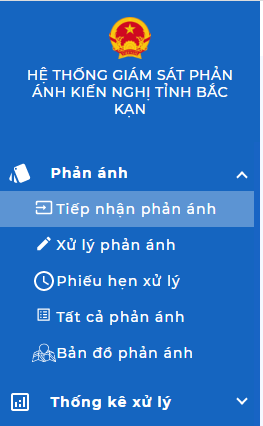 HỆ THỐNG GIÁM SÁT PHẢN
ÁNH KIẾN NGHỊ TỈNH BẮC
KẠN
Phản ánh
Tiếp nhận phản ánh
Xử lý phản ánh
Phiếu hẹn xử lý
Tất cả phản ánh
Bản đồ phản ánh
Thống kê xử lý